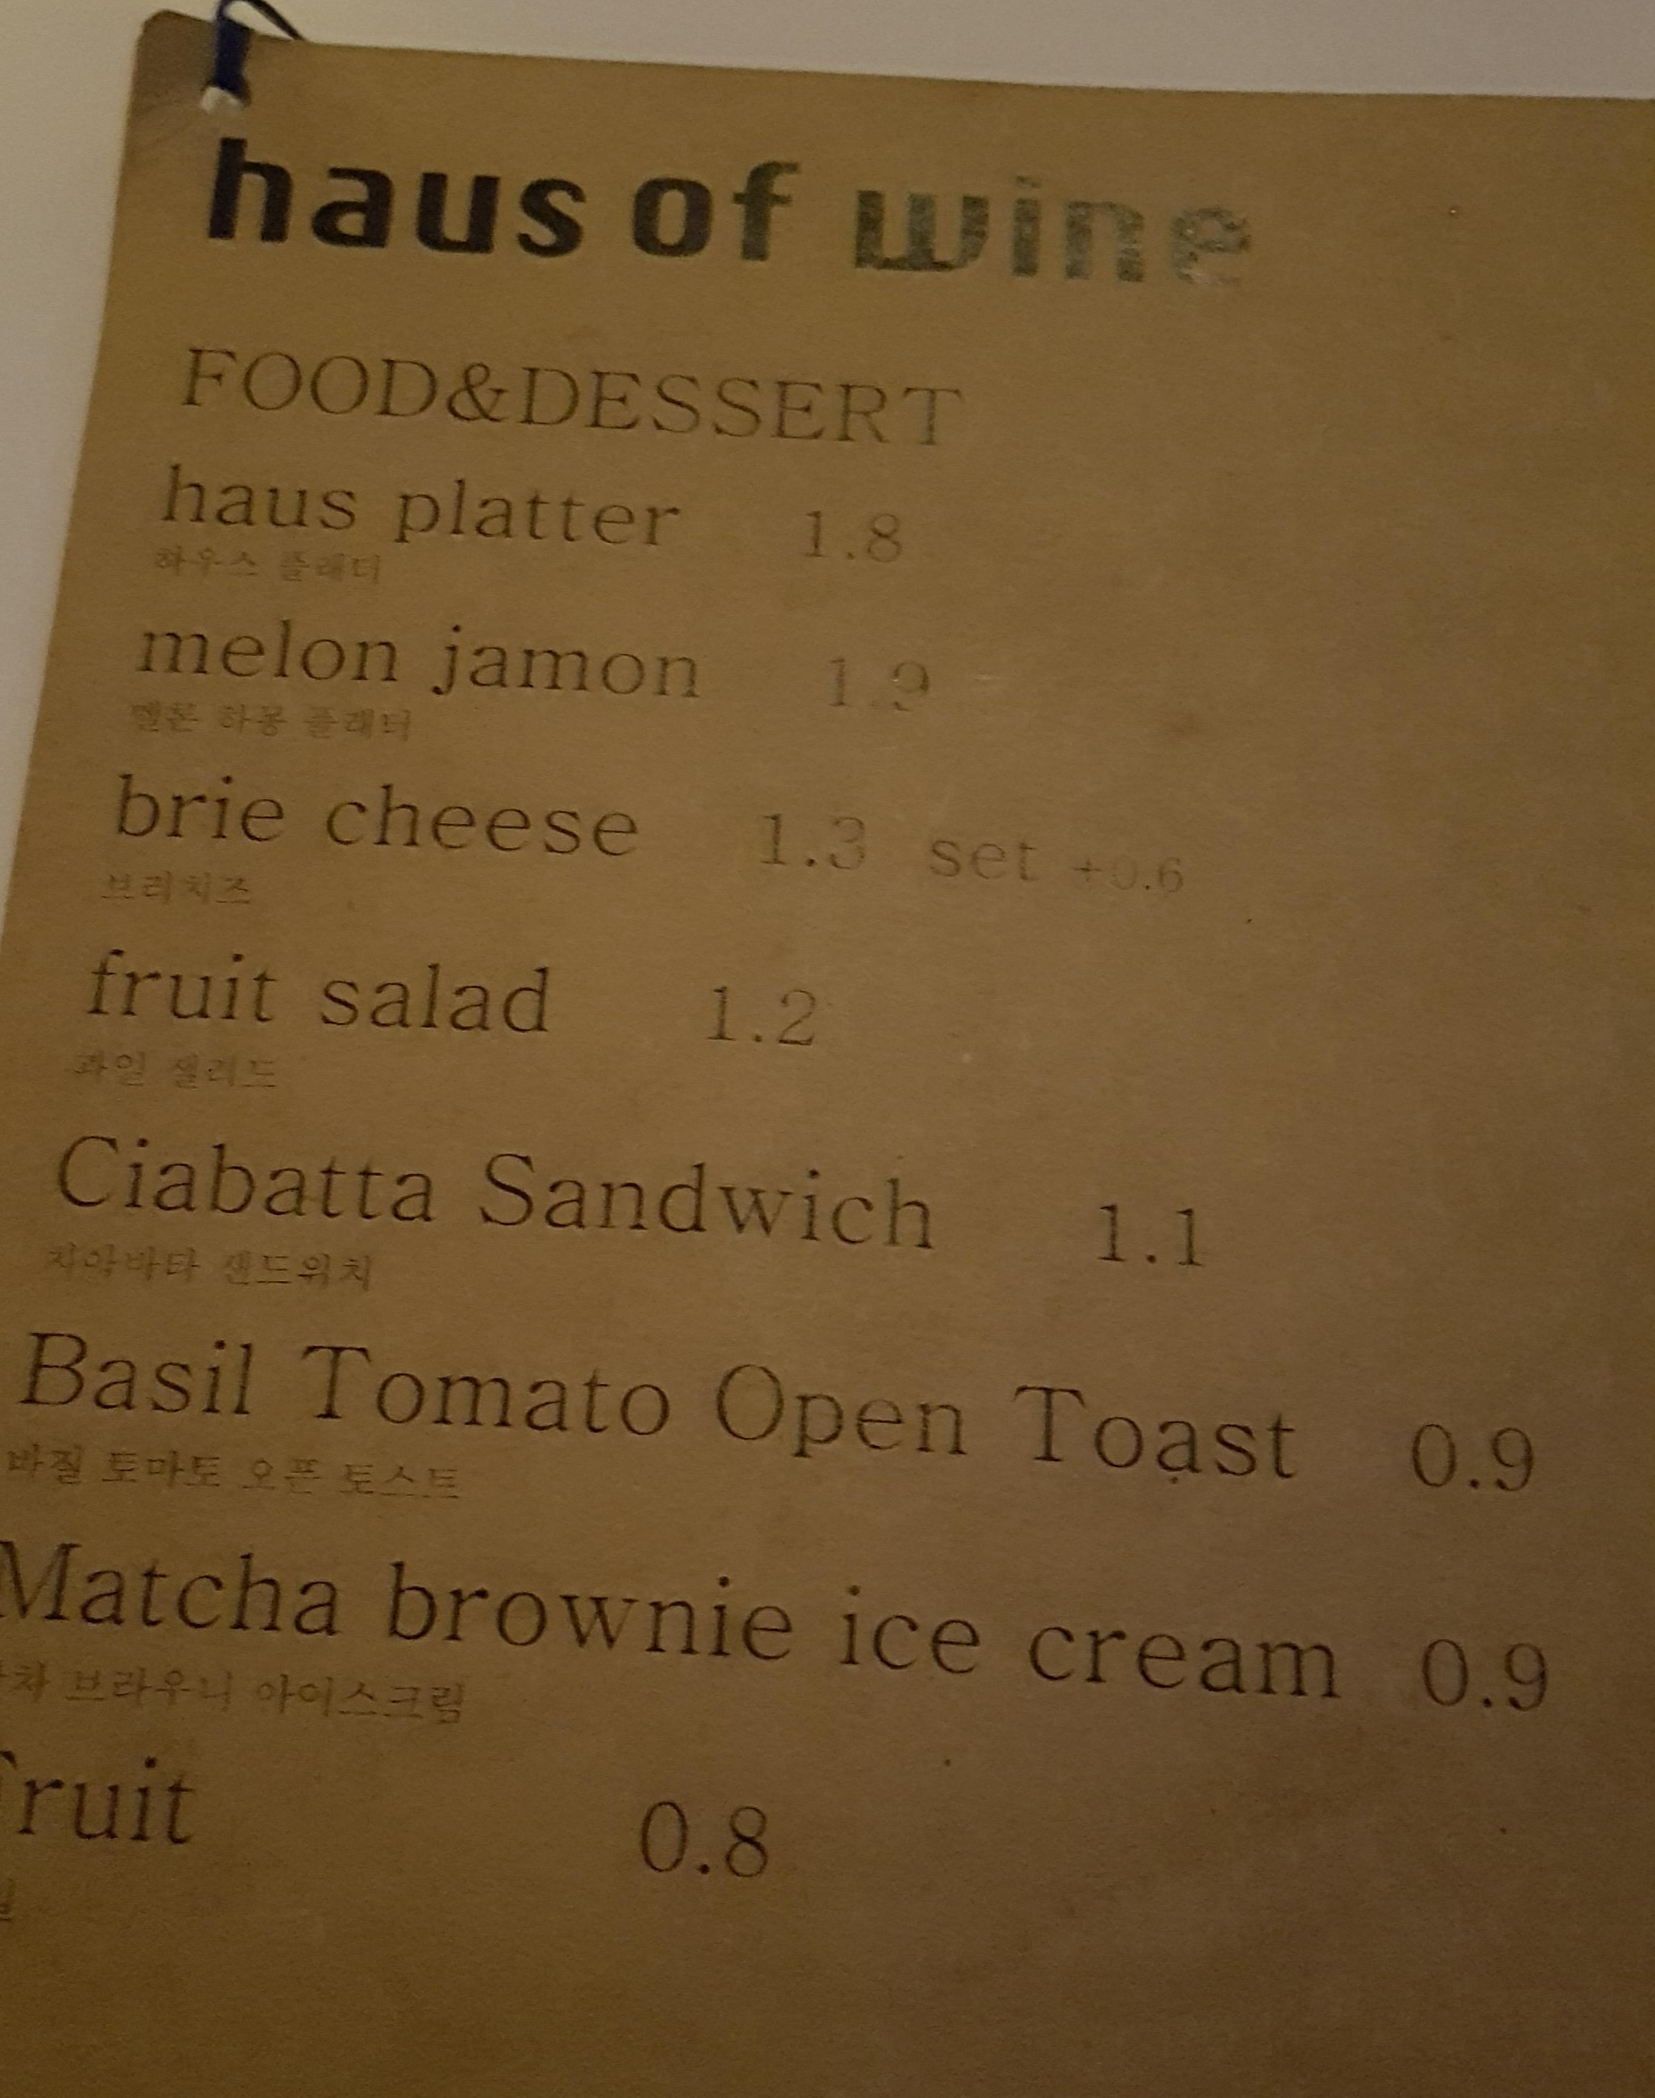 haus of wine
FOOD&DESSERT
haus platter 1.8
하우스 플래터
melon jamon 1.9
멜론 하몽 플래터
brie cheese 1.3 set +0.6
브리치즈
fruit salad 1.2
과일 샐러드
Ciabatta Sandwich 1.1
치아바타 샌드위치
Basil Tomato Open Toast 0.9
바질 토마토 오픈 토스트
Matcha brownie ice cream 0.9
차 브라우니 아이스크림
fruit 0.8